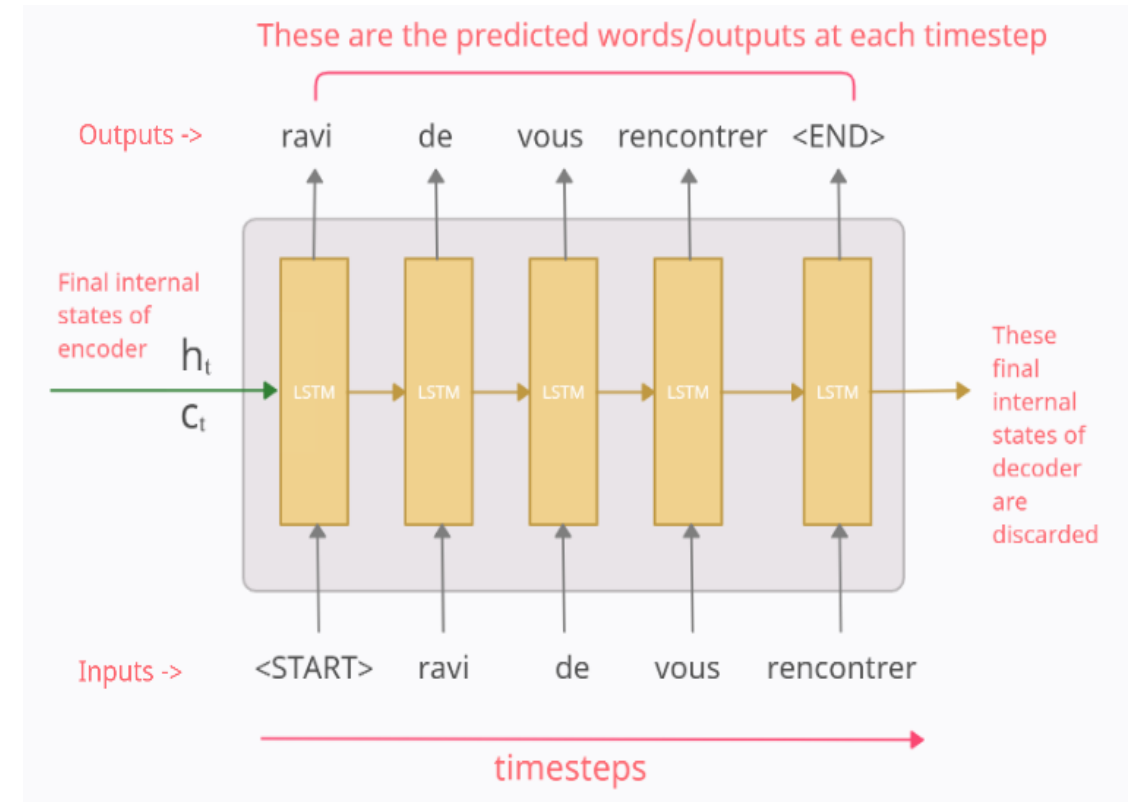 These are the predicted words/outputs at each timestep
Outputs -> ravi de vous rencontrer <END>
Final internal
states of
encoder
hₜ
cₜ
LSTM LSTM LSTM LSTM LSTM
These
final
internal
states of
decoder
are
discarded
Inputs -> <START> ravi de vous rencontrer
timesteps